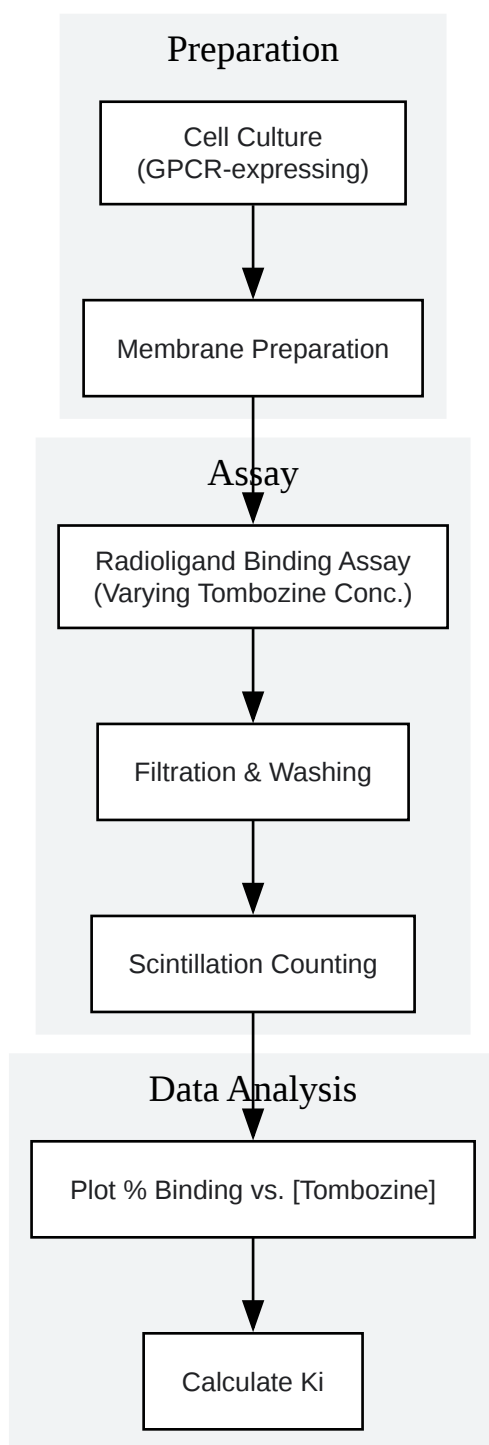 Preparation
Cell Culture
(GPCR-expressing)
Membrane Preparation
Assay
Radioligand Binding Assay
(Varying Tombozine Conc.)
Filtration & Washing
Scintillation Counting
Data Analysis
Plot % Binding vs. [Tombozine]
Calculate Ki